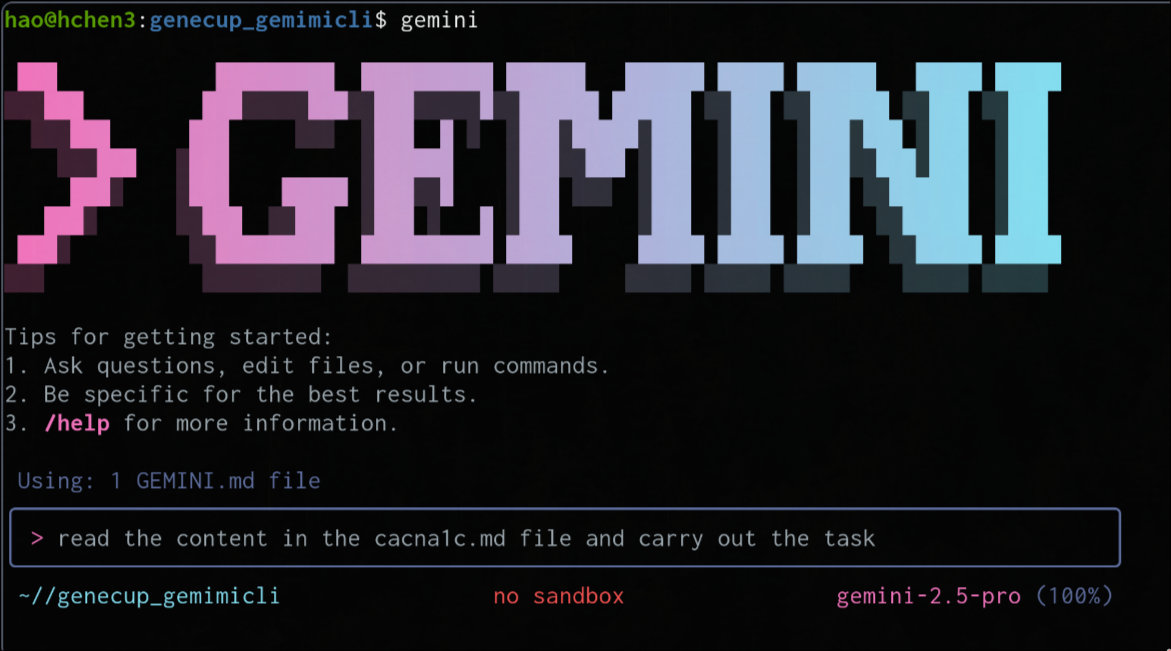 hao@hchen3:genecup_gemimicli$ gemini
> GEMINI
Tips for getting started:
1. Ask questions, edit files, or run commands.
2. Be specific for the best results.
3. /help for more information.
Using: 1 GEMINI.md file
> read the content in the cacna1c.md file and carry out the task
~//genecup_gemimicli no sandbox gemini-2.5-pro (100%)